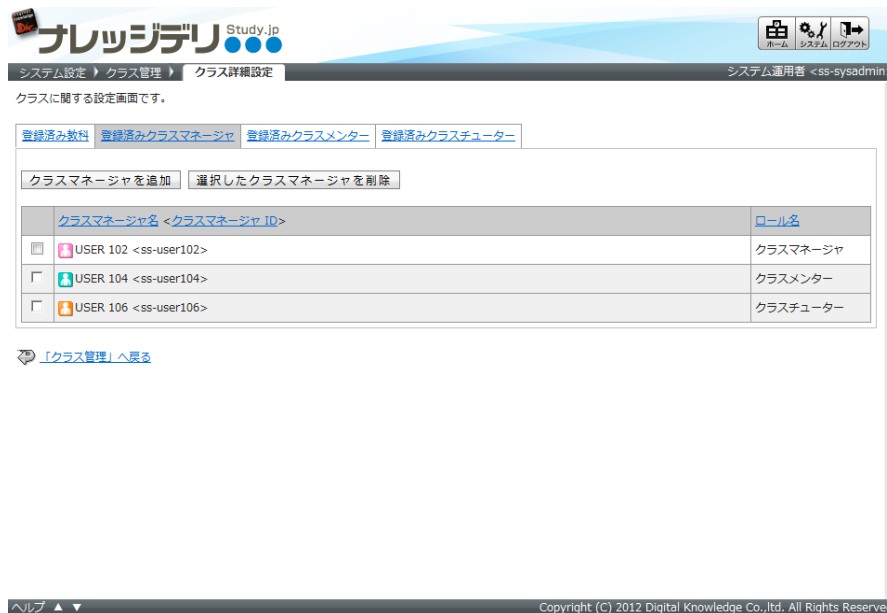 ナレッジデリ Study.jp
ホーム システム ログアウト
システム設定 クラス管理 クラス詳細設定 システム運用者 <ss-sysadmin
クラスに関する設定画面です。
登録済み教科 登録済みクラスマネージャ 登録済みクラスメンター 登録済みクラスチューター
クラスマネージャを追加 選択したクラスマネージャを削除
クラスマネージャ名 <クラスマネージャ ID> ロール名
USER 102 <ss-user102> クラスマネージャ
USER 104 <ss-user104> クラスメンター
USER 106 <ss-user106> クラスチューター
「クラス管理」へ戻る
ヘルプ ▲ ▼ Copyright (C) 2012 Digital Knowledge Co.,ltd. All Rights Reserve